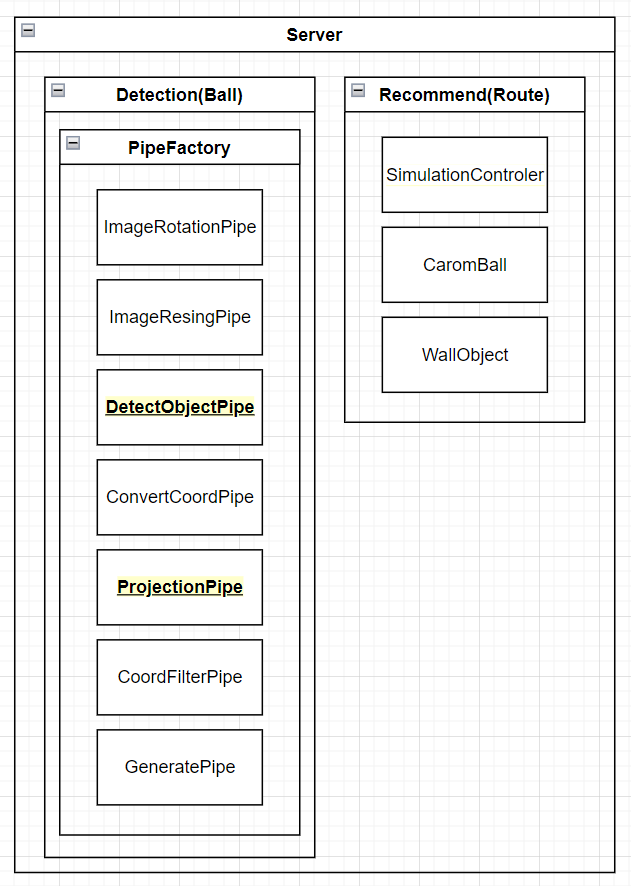 Server
Detection(Ball)
PipeFactory
ImageRotationPipe
ImageResingPipe
DetectObjectPipe
ConvertCoordPipe
ProjectionPipe
CoordFilterPipe
GeneratePipe
Recommend(Route)
SimulationControler
CaromBall
WallObject